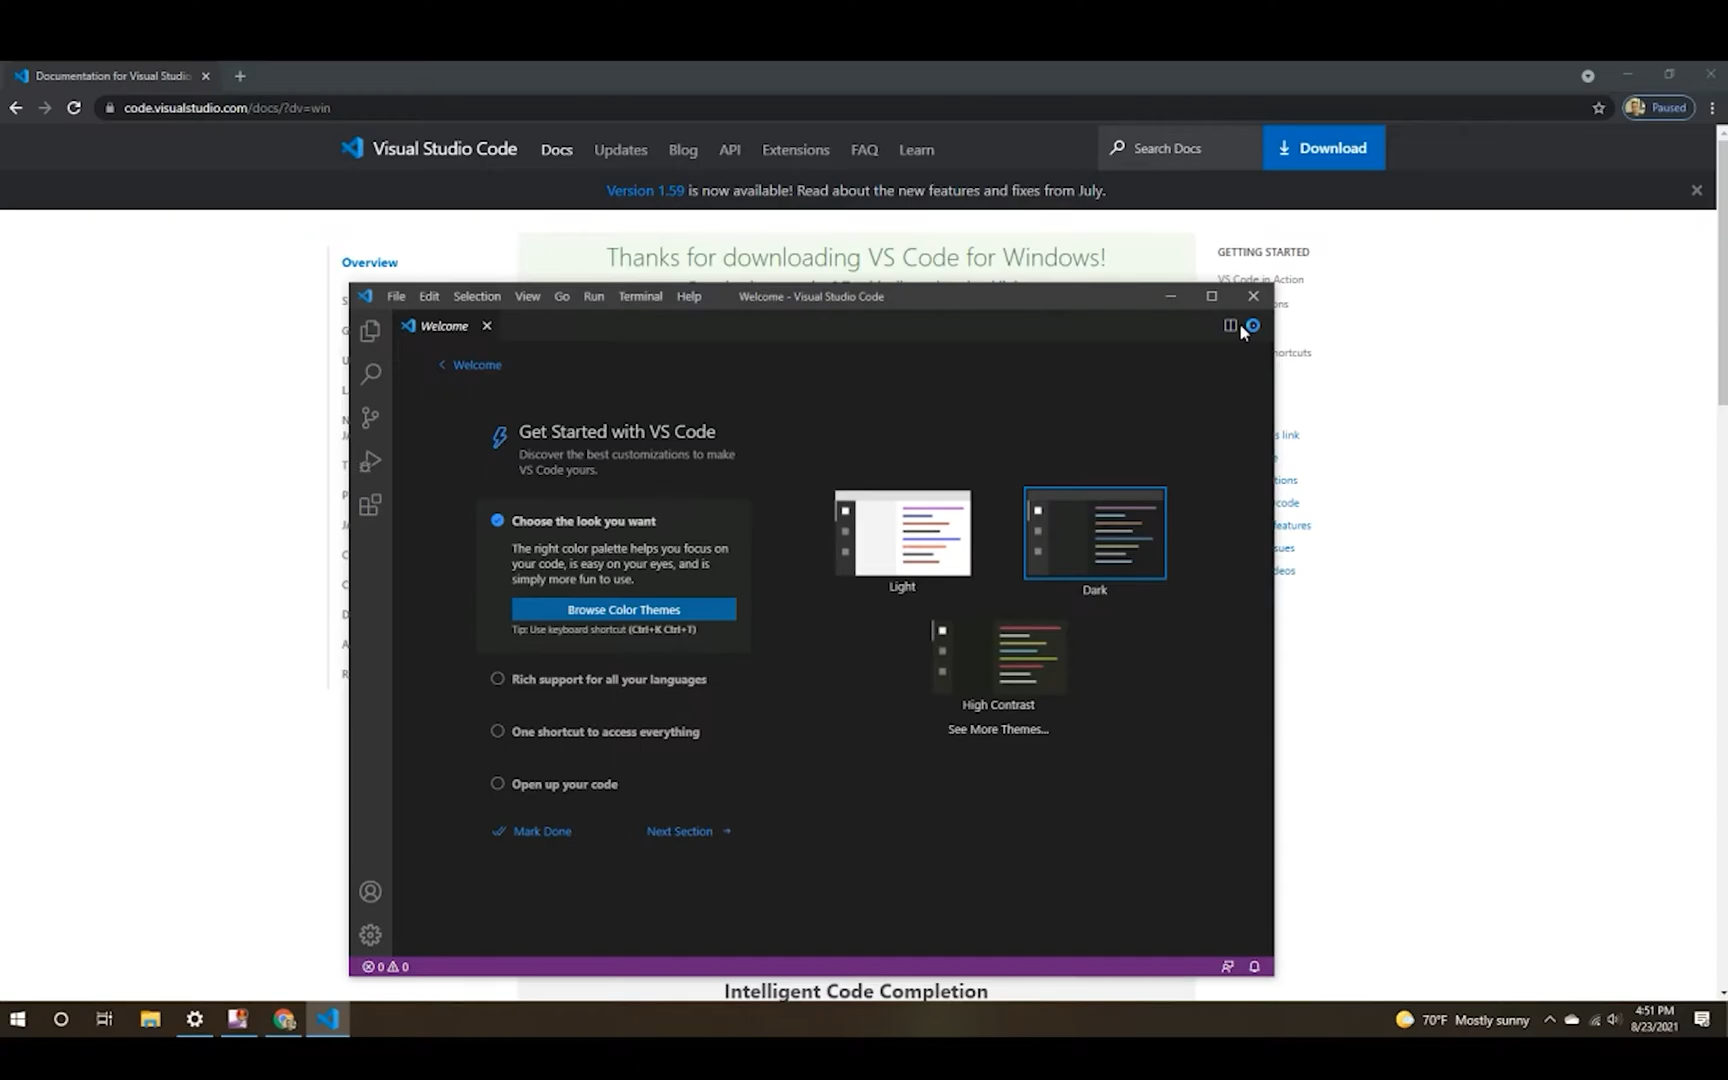 Documentation for Visual Studio
code.visualstudio.com/docs/?dv=win
Paused
Visual Studio Code
Docs
Updates
Blog
API
Extensions
FAQ
Learn
Search Docs
Download
Version 1.59 is now available! Read about the new features and fixes from July.
Overview
Thanks for downloading VS Code for Windows!
GETTING STARTED
VS Code in Action
File
Edit
Selection
View
Go
Run
Terminal
Help
Welcome - Visual Studio Code
Welcome
Welcome
Get Started with VS Code
Discover the best customizations to make
VS Code yours.
Choose the look you want
The right color palette helps you focus on
your code, is easy on your eyes, and is
simply more fun to use.
Browse Color Themes
Tip: Use keyboard shortcut (Ctrl+K Ctrl+T)
Rich support for all your languages
One shortcut to access everything
Open up your code
Mark Done
Next Section
Light
Dark
High Contrast
See More Themes...
0
0
Intelligent Code Completion
70°F Mostly sunny
4:51 PM
8/23/2021